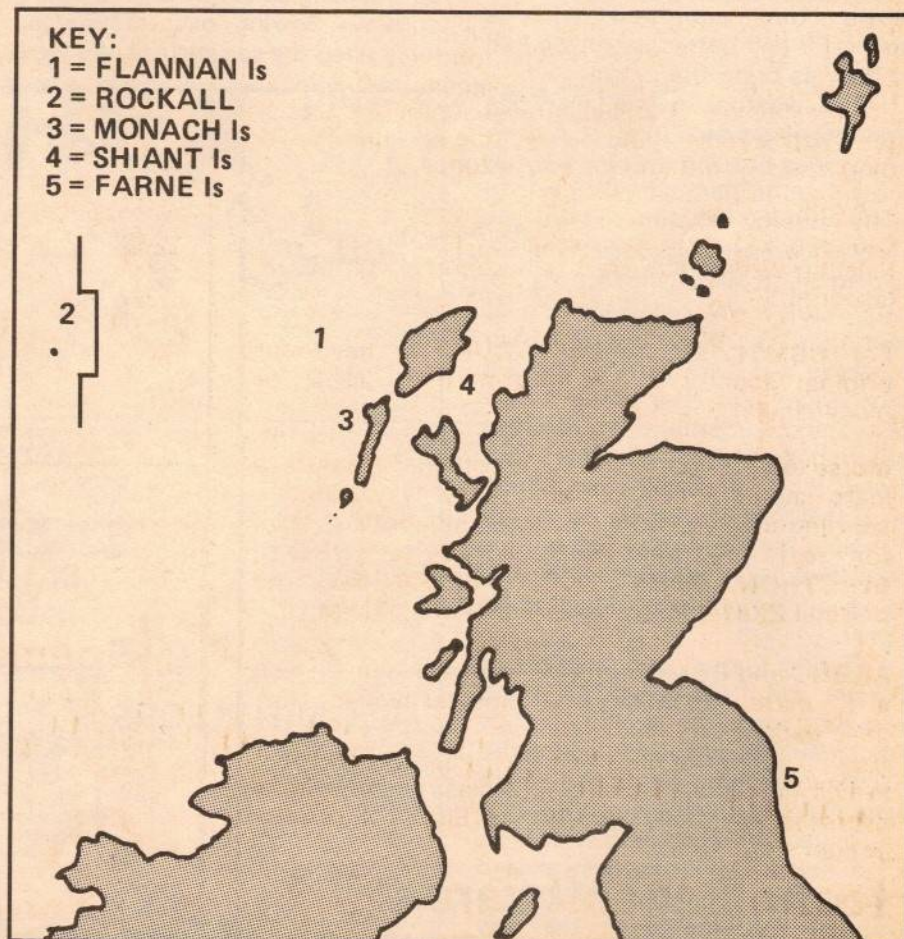 KEY:
1 = FLANNAN Is
2 = ROCKALL
3 = MONACH Is
4 = SHIANT Is
5 = FARNE Is
2
1
4
3
5